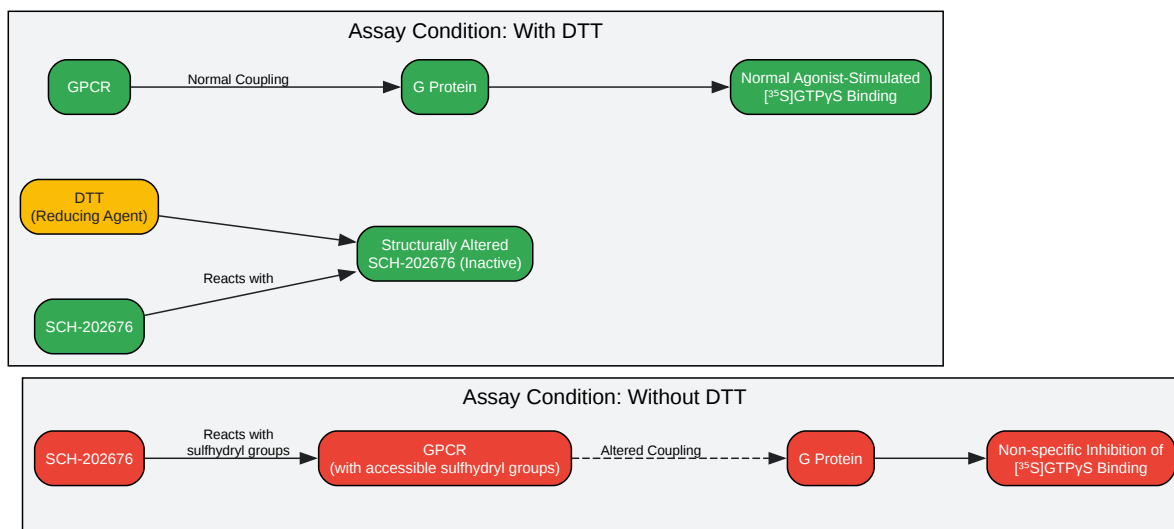 Assay Condition: With DTT
GPCR
Normal Coupling
G Protein
Normal Agonist-Stimulated
[³⁵S]GTPγS Binding
DTT
(Reducing Agent)
Structurally Altered
SCH-202676 (Inactive)
Reacts with
SCH-202676
Assay Condition: Without DTT
SCH-202676
Reacts with
sulfhydryl groups
GPCR
(with accessible sulfhydryl groups)
Altered Coupling
G Protein
Non-specific Inhibition of
[³⁵S]GTPγS Binding